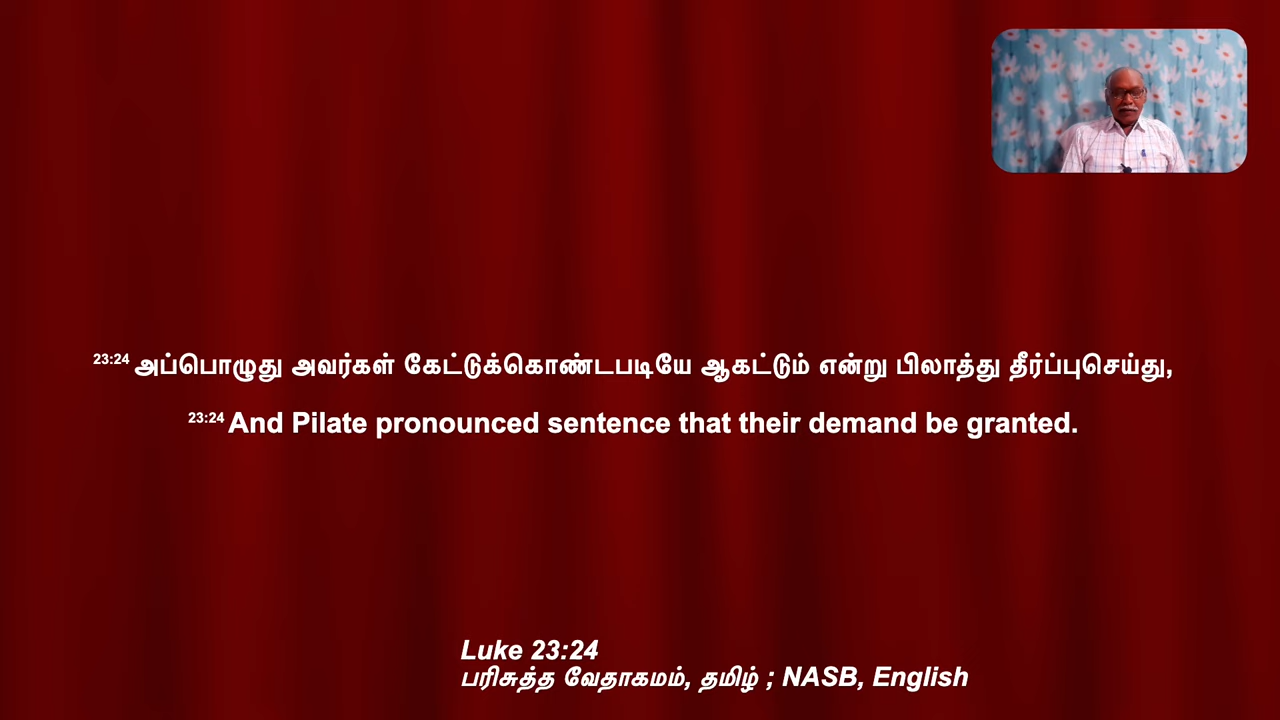 23:24 அப்பொழுது அவர்கள் கேட்டுக்கொண்டபடியே ஆகட்டும் என்று பிலாத்து தீர்ப்புசெய்து,
23:24 And Pilate pronounced sentence that their demand be granted.
Luke 23:24
பரிசுத்த வேதாகமம், தமிழ் ; NASB, English